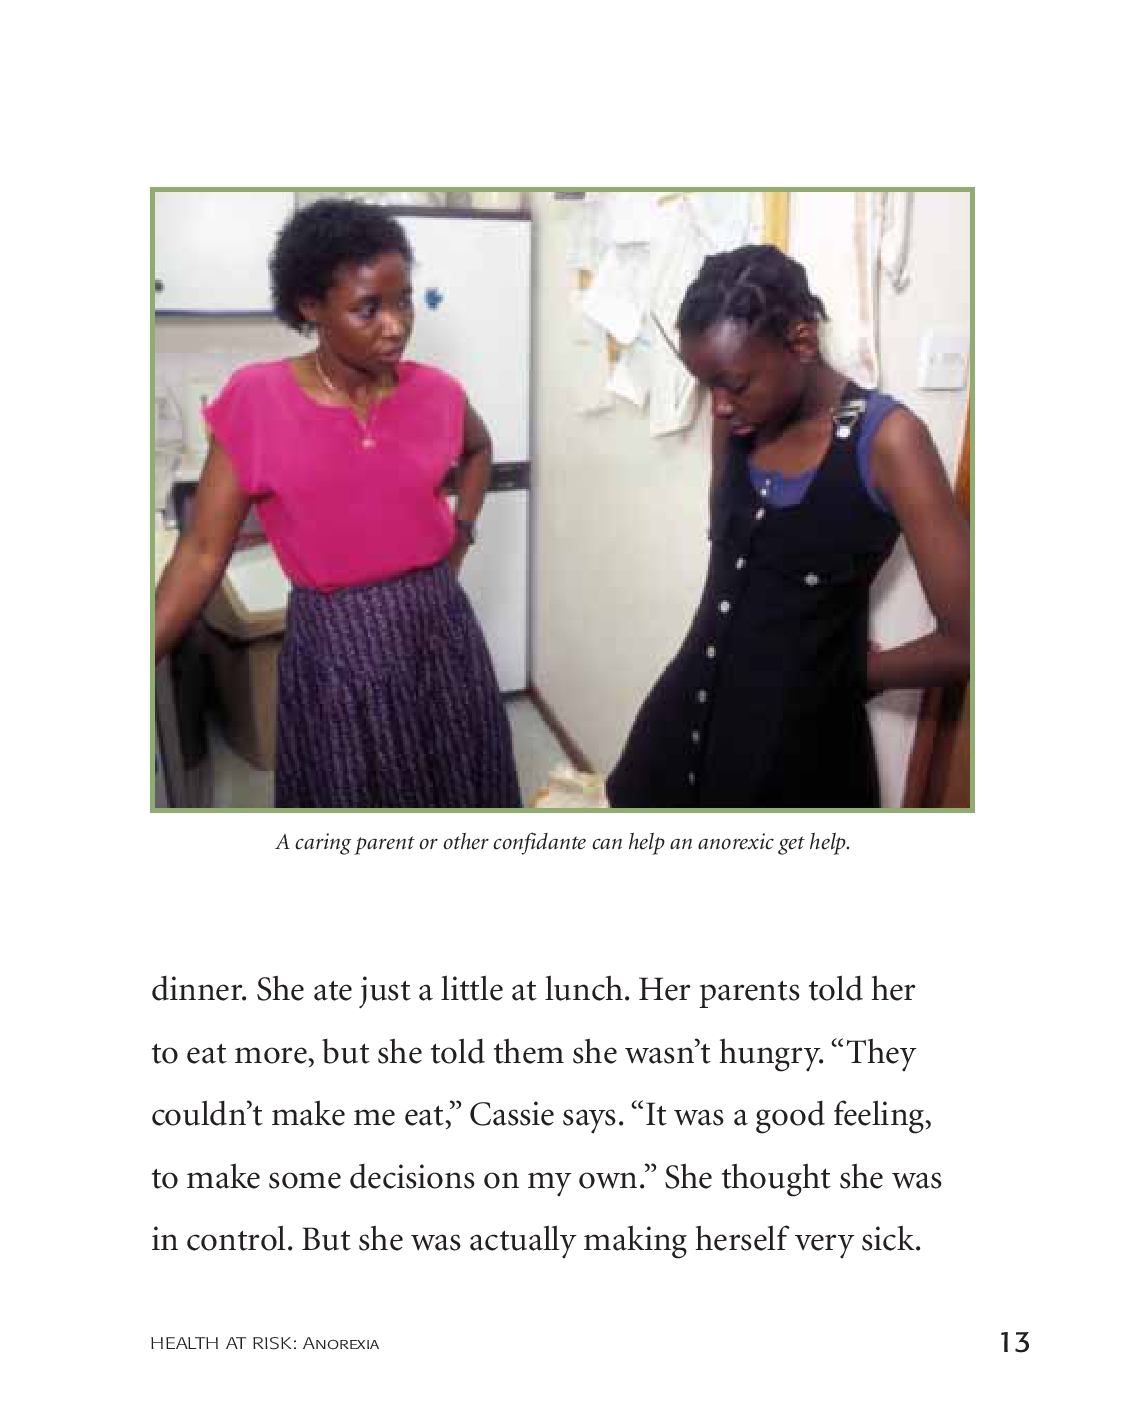 A caring parent or other confidante can help an anorexic get help.
dinner. She ate just a little at lunch. Her parents told her
to eat more, but she told them she wasn’t hungry. “They
couldn’t make me eat,” Cassie says. “It was a good feeling,
to make some decisions on my own.” She thought she was
in control. But she was actually making herself very sick.
HEALTH AT RISK: Anorexia
13